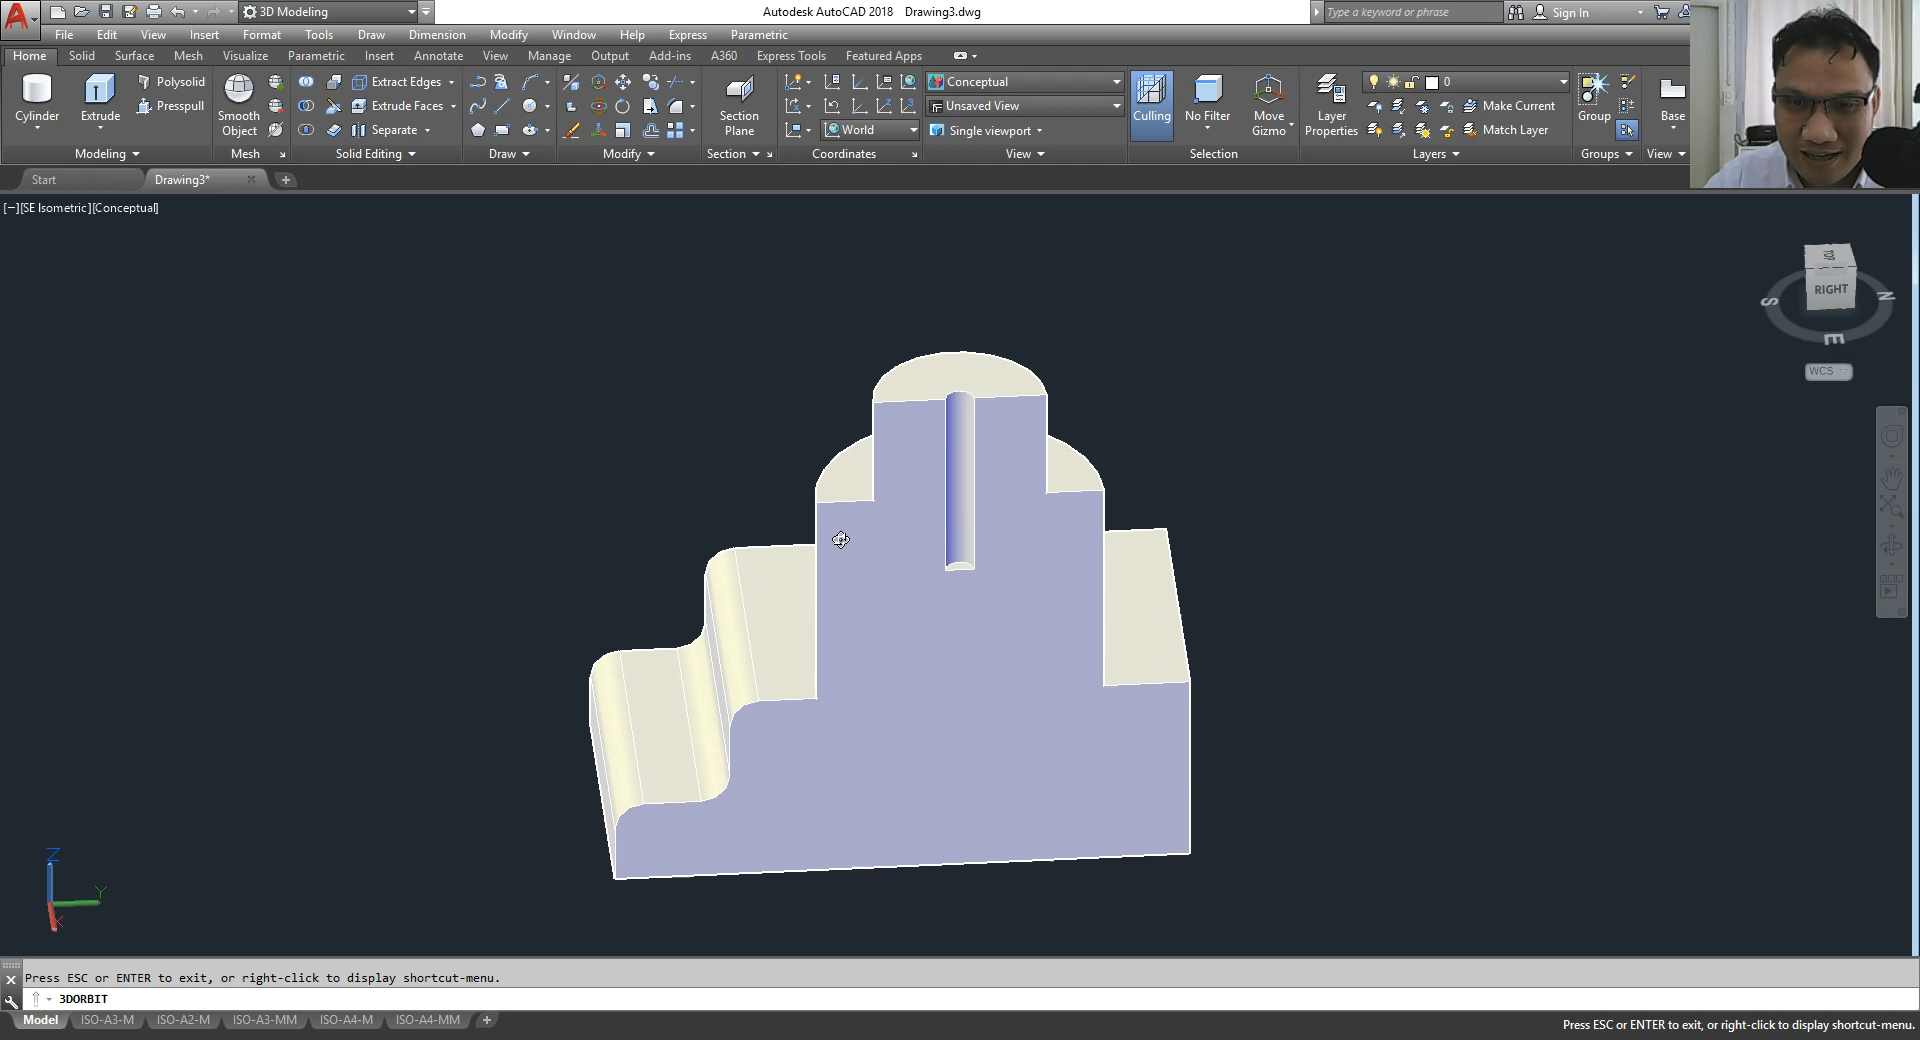 3D Modeling
Autodesk AutoCAD 2018 Drawing3.dwg
Type a keyword or phrase
Sign In
File Edit View Insert Format Tools Draw Dimension Modify Window Help Express Parametric
Home Solid Surface Mesh Visualize Parametric Insert Annotate View Manage Output Add-ins A360 Express Tools Featured Apps
Cylinder
Extrude
Polysolid
Presspull
Smooth
Object
Extract Edges
Extrude Faces
Separate
Section
Plane
World
Conceptual
Unsaved View
Single viewport
Culling
No Filter
Move
Gizmo
Layer
Properties
0
Make Current
Match Layer
Group
Base
Modeling Mesh Solid Editing Draw Modify Section Coordinates View Selection Layers Groups View
Start Drawing3* +
[−][SE Isometric][Conceptual]
TOP
RIGHT
S
N
E
WCS
Z
Y
X
Press ESC or ENTER to exit, or right-click to display shortcut-menu.
3DORBIT
Model ISO-A3-M ISO-A2-M ISO-A3-MM ISO-A4-M ISO-A4-MM +
Press ESC or ENTER to exit, or right-click to display shortcut-menu.